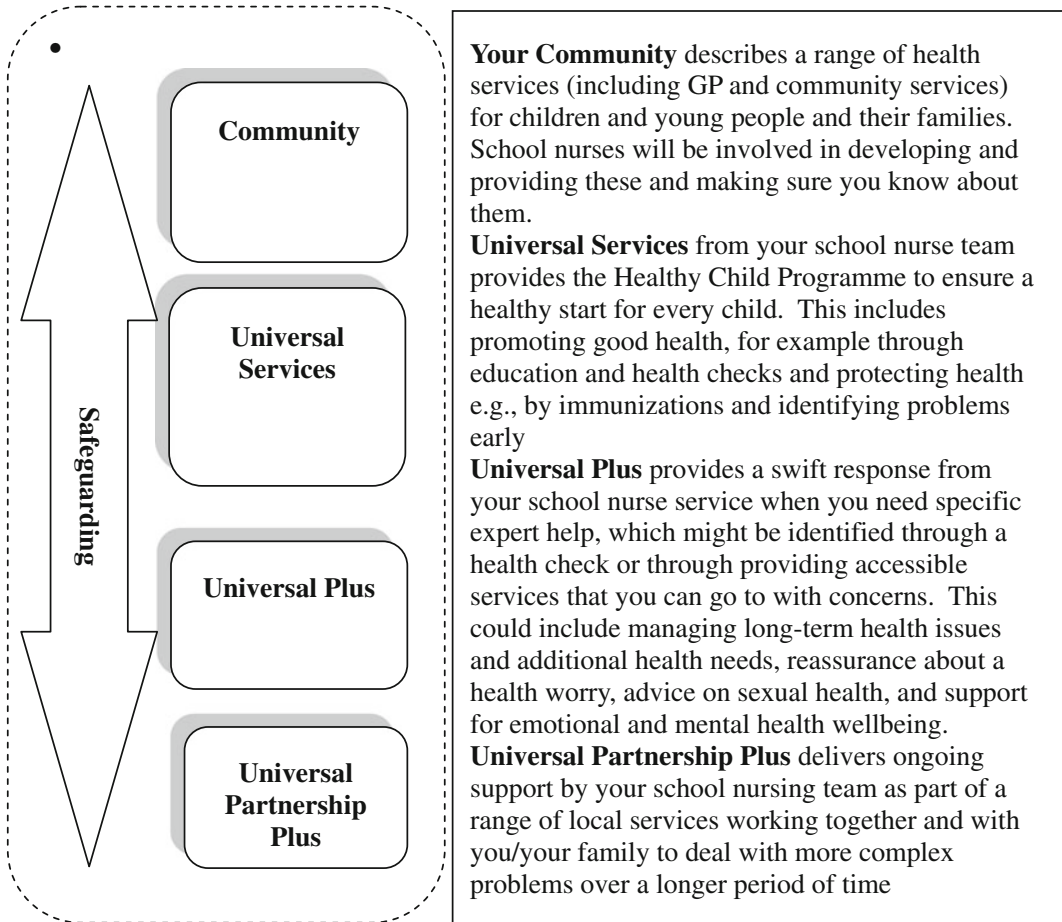 •
Community
Universal
Services
Universal Plus
Universal
Partnership
Plus
Safeguarding
Your Community describes a range of health
services (including GP and community services)
for children and young people and their families.
School nurses will be involved in developing and
providing these and making sure you know about
them.
Universal Services from your school nurse team
provides the Healthy Child Programme to ensure a
healthy start for every child.  This includes
promoting good health, for example through
education and health checks and protecting health
e.g., by immunizations and identifying problems
early
Universal Plus provides a swift response from
your school nurse service when you need specific
expert help, which might be identified through a
health check or through providing accessible
services that you can go to with concerns.  This
could include managing long-term health issues
and additional health needs, reassurance about a
health worry, advice on sexual health, and support
for emotional and mental health wellbeing.
Universal Partnership Plus delivers ongoing
support by your school nursing team as part of a
range of local services working together and with
you/your family to deal with more complex
problems over a longer period of time